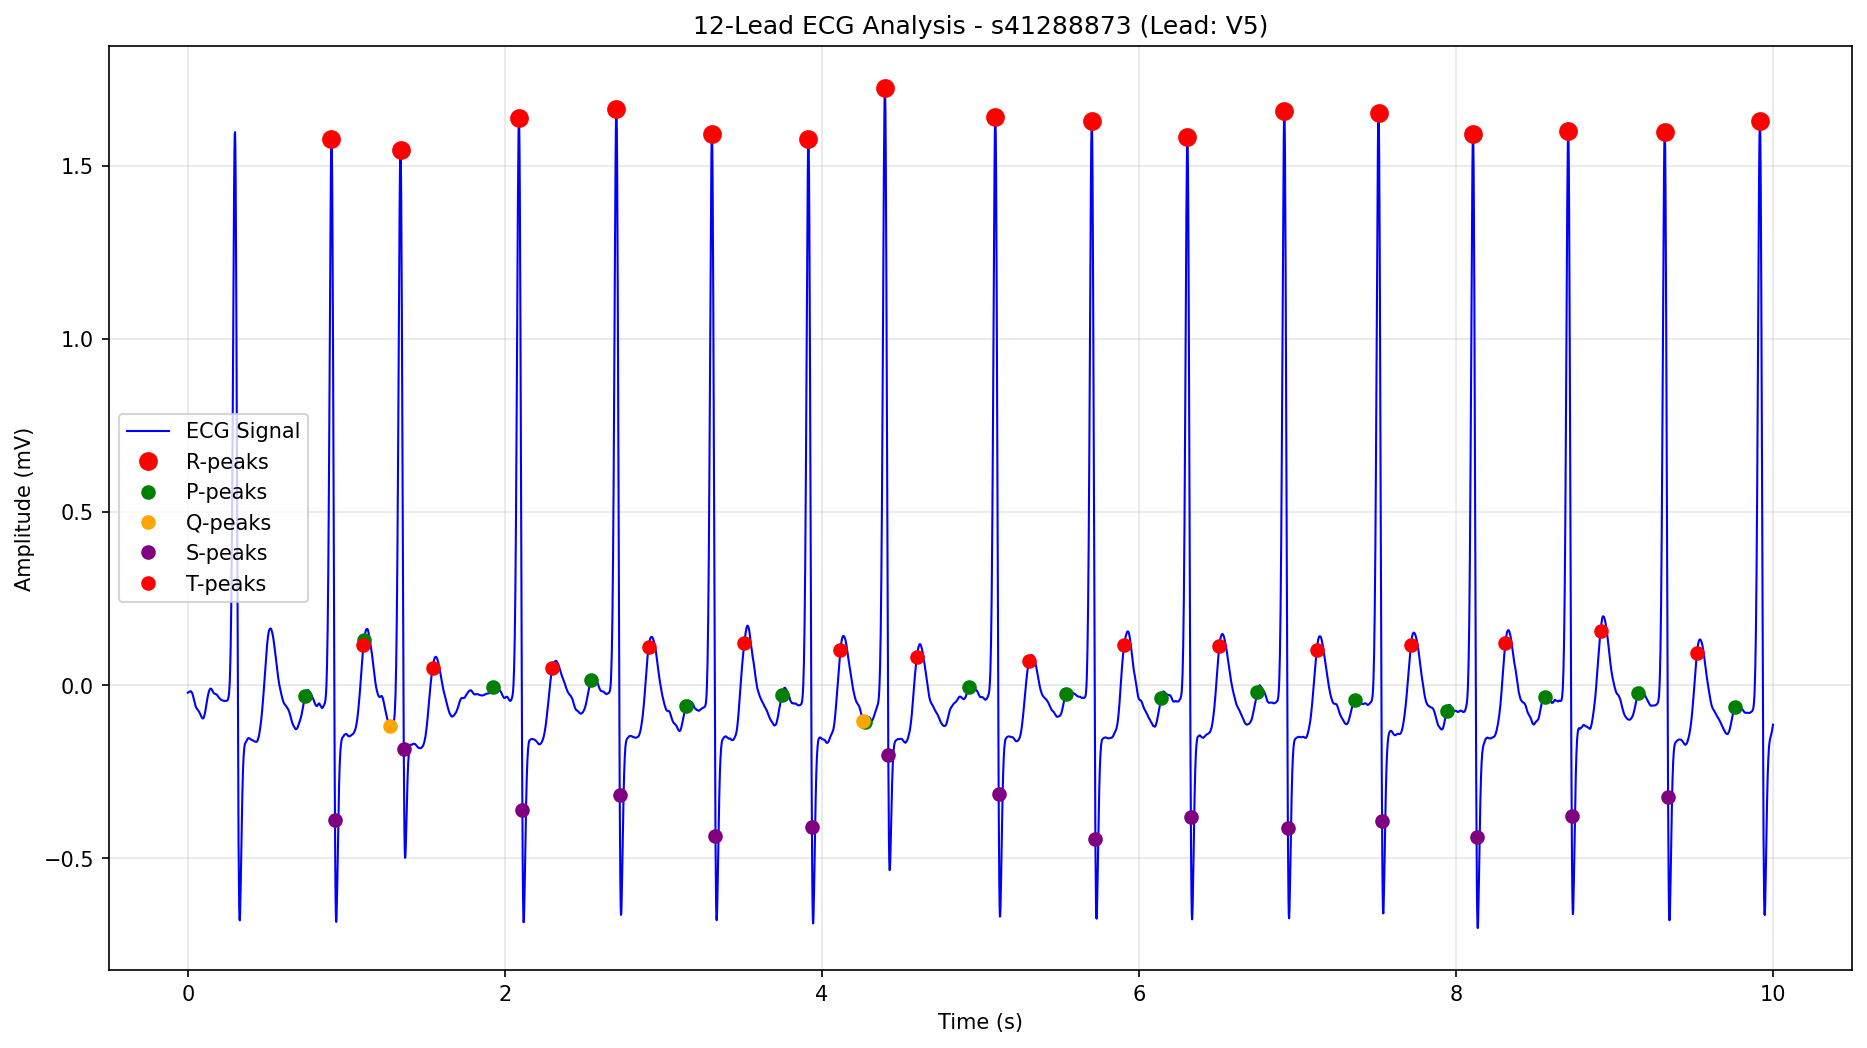 12-Lead ECG Analysis - s41288873 (Lead: V5)
Amplitude (mV)
1.5
1.0
0.5
0.0
−0.5
ECG Signal
R-peaks
P-peaks
Q-peaks
S-peaks
T-peaks
0 2 4 6 8 10
Time (s)